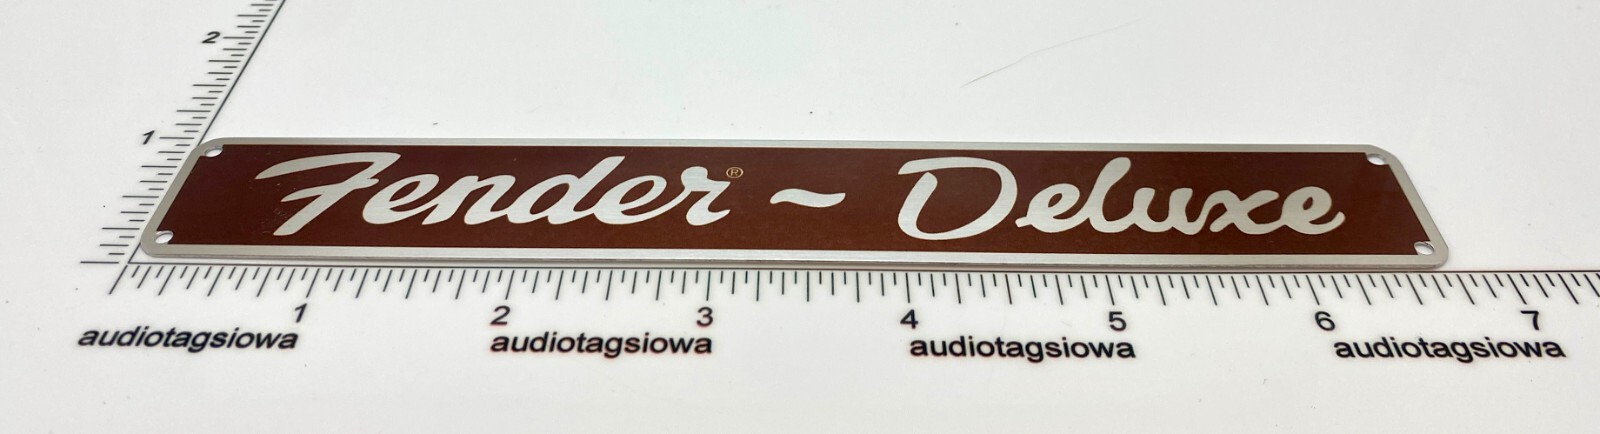 2
1
Fender® ~ Deluxe
1 2 3 4 5 6 7
audiotagsiowa audiotagsiowa audiotagsiowa audiotagsiowa